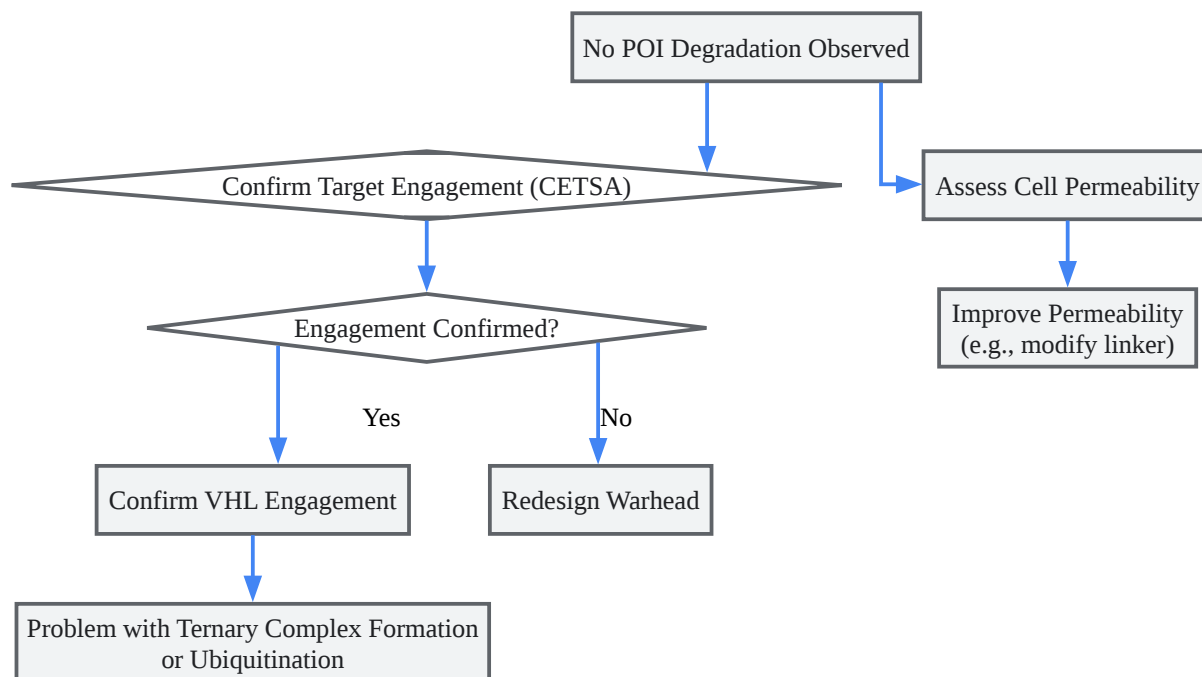 No POI Degradation Observed
Confirm Target Engagement (CETSA)
Assess Cell Permeability
Engagement Confirmed?
Improve Permeability
(e.g., modify linker)
Yes
No
Confirm VHL Engagement
Redesign Warhead
Problem with Ternary Complex Formation
or Ubiquitination